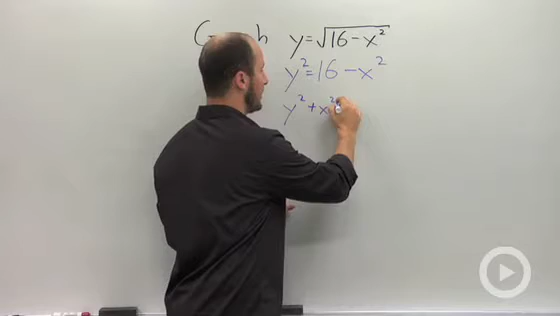 y = √16 - x²
y² = 16 - x²
y² + x²